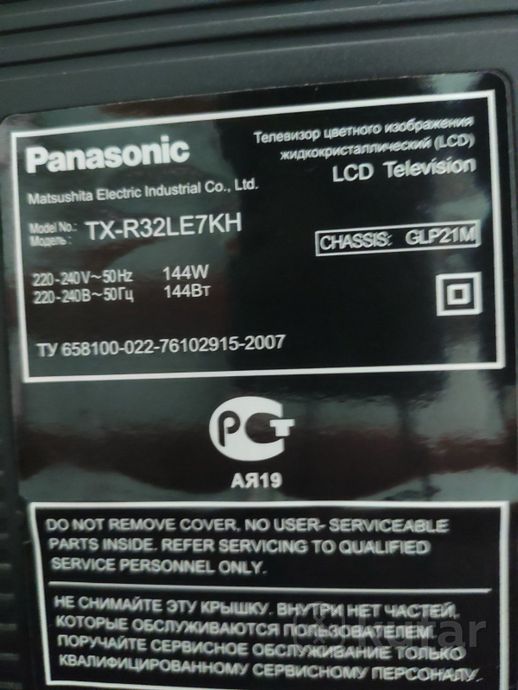 Panasonic
Телевизор цветного изображения
жидкокристаллический (LCD)
LCD Television
Matsushita Electric Industrial Co., Ltd.
Model No.:
Модель:
TX-R32LE7KH
CHASSIS: GLP21M
220-240V~50Hz 144W
220-240В~50Гц 144Вт
ТУ 658100-022-76102915-2007
РСТ
АЯ19
DO NOT REMOVE COVER, NO USER- SERVICEABLE
PARTS INSIDE. REFER SERVICING TO QUALIFIED
SERVICE PERSONNEL ONLY.
НЕ СНИМАЙТЕ ЭТУ КРЫШКУ. ВНУТРИ НЕТ ЧАСТЕЙ,
КОТОРЫЕ ОБСЛУЖИВАЮТСЯ ПОЛЬЗОВАТЕЛЕМ.
ПОРУЧАЙТЕ СЕРВИСНОЕ ОБСЛУЖИВАНИЕ ТОЛЬКО
КВАЛИФИЦИРОВАННОМУ СЕРВИСНОМУ ПЕРСОНАЛУ.
kufar